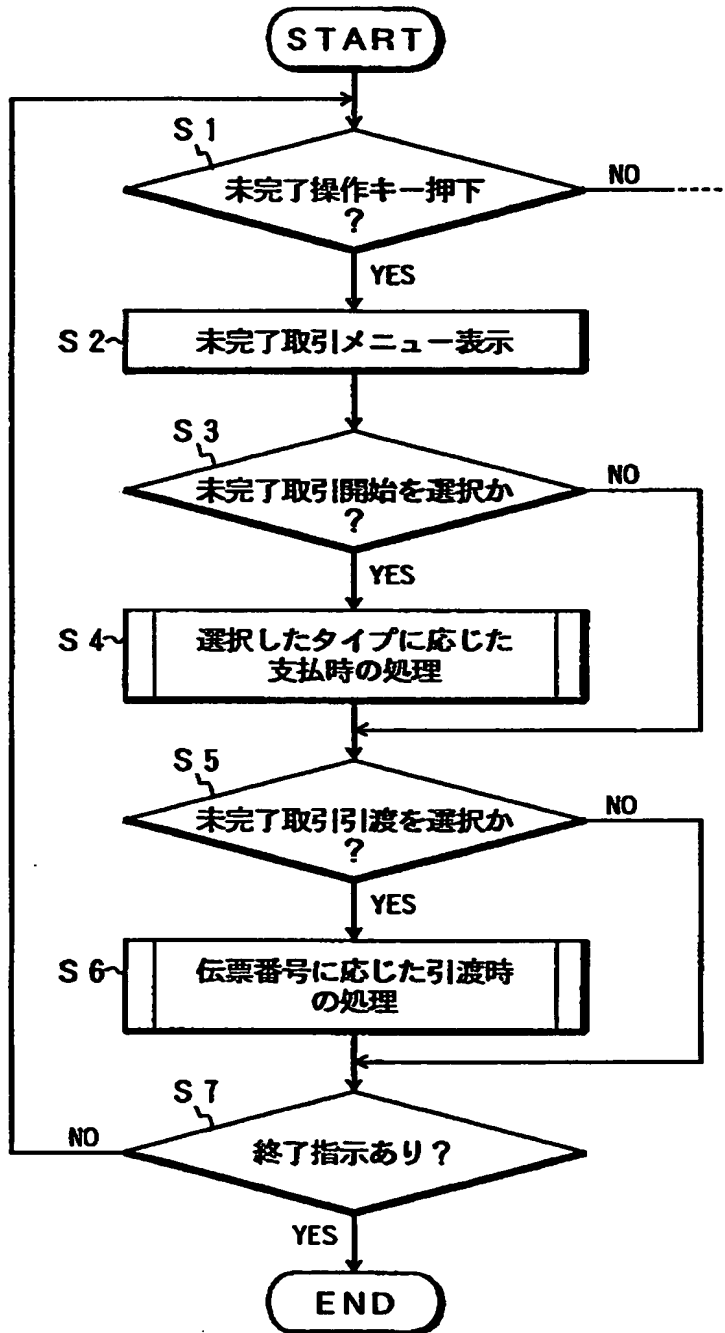 START
S1
未完了操作キー押下
?
NO
YES
S2
未完了取引メニュー表示
S3
未完了取引開始を選択か
?
NO
YES
S4
選択したタイプに応じた
支払時の処理
S5
未完了取引引渡を選択か
?
NO
YES
S6
伝票番号に応じた引渡時
の処理
S7
終了指示あり?
NO
YES
END